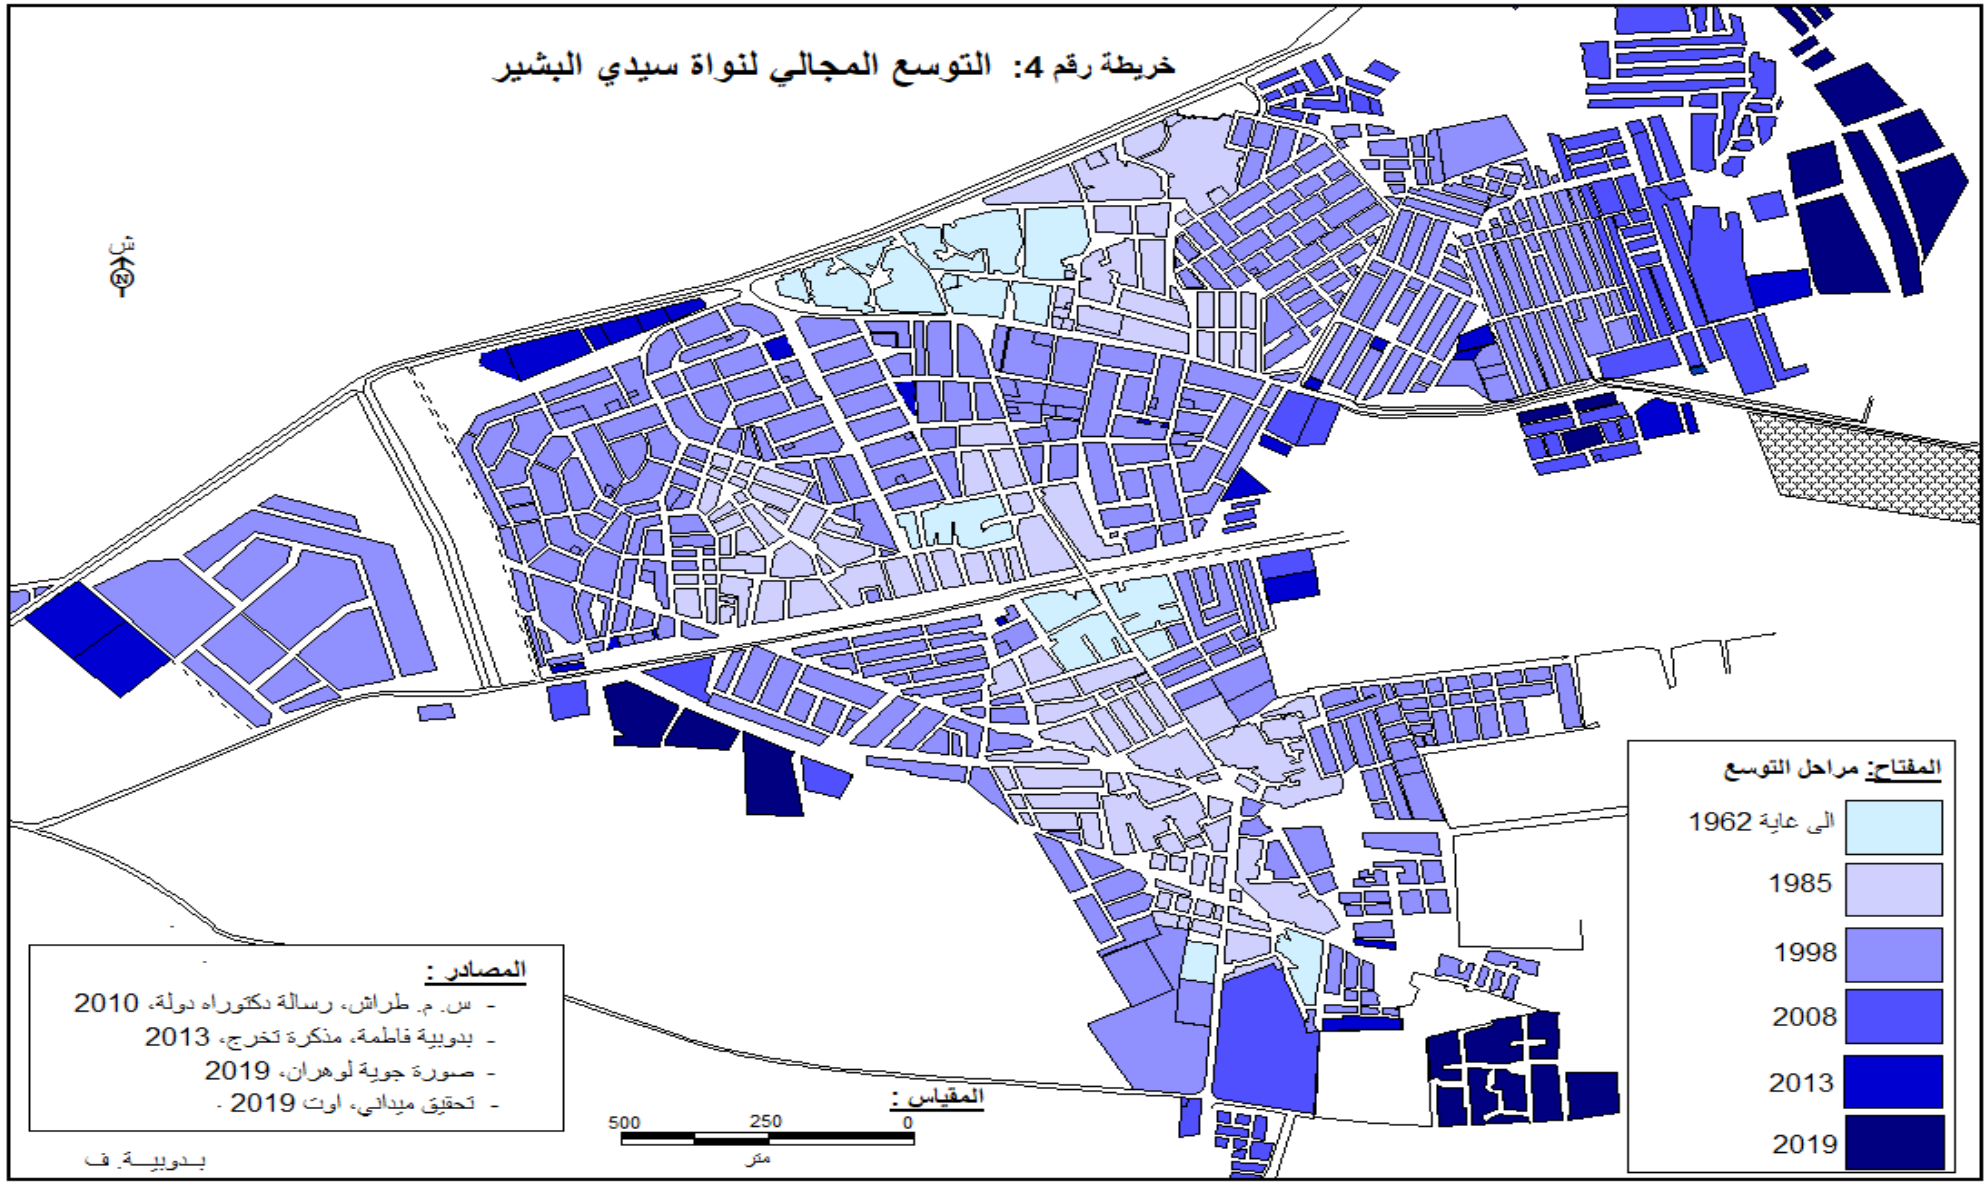 خريطة رقم 4: التوسع المجالي لنواة سيدي البشير
N
المفتاح: مراحل التوسع
الى غاية 1962
1985
1998
2008
2013
2019
المصادر :
- س. م. طراش، رسالة دكتوراه دولة، 2010
- بدوبية فاطمة، مذكرة تخرج، 2013
- صورة جوية لوهران، 2019
- تحقيق ميداني، اوت 2019 .
المقياس :
500 250 0
متر
بــدوبيــــة. ف